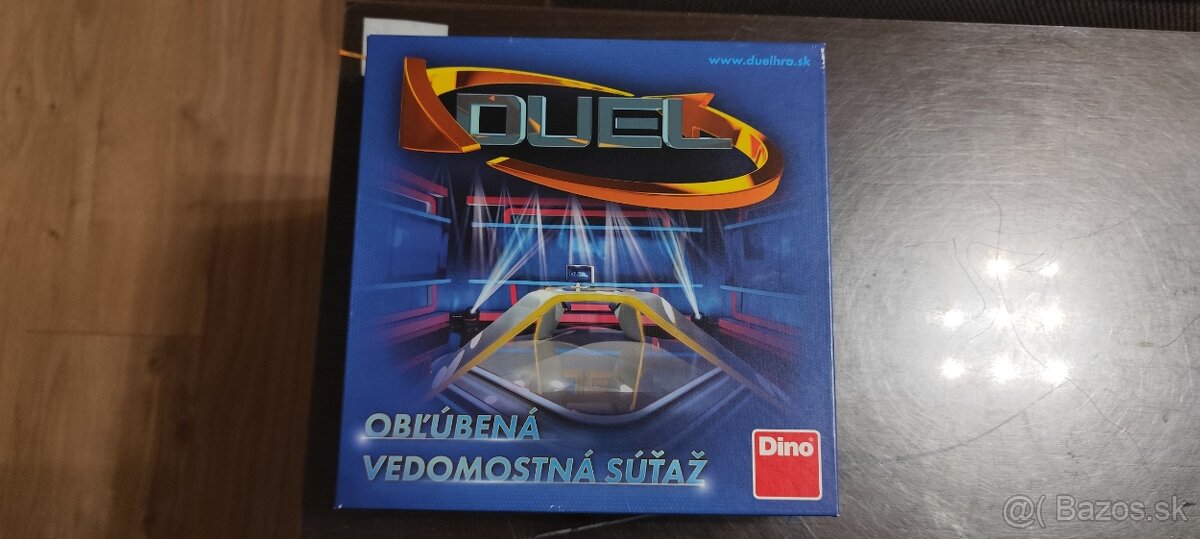 www.duelhra.sk
DUEL
OBĽÚBENÁ
VEDOMOSTNÁ SÚŤAŽ
Dino
@( Bazos.sk